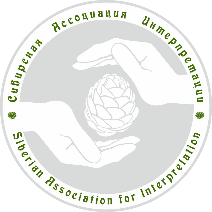 Сибирская Ассоциация Интерпретации
Siberian Association for Interpretation